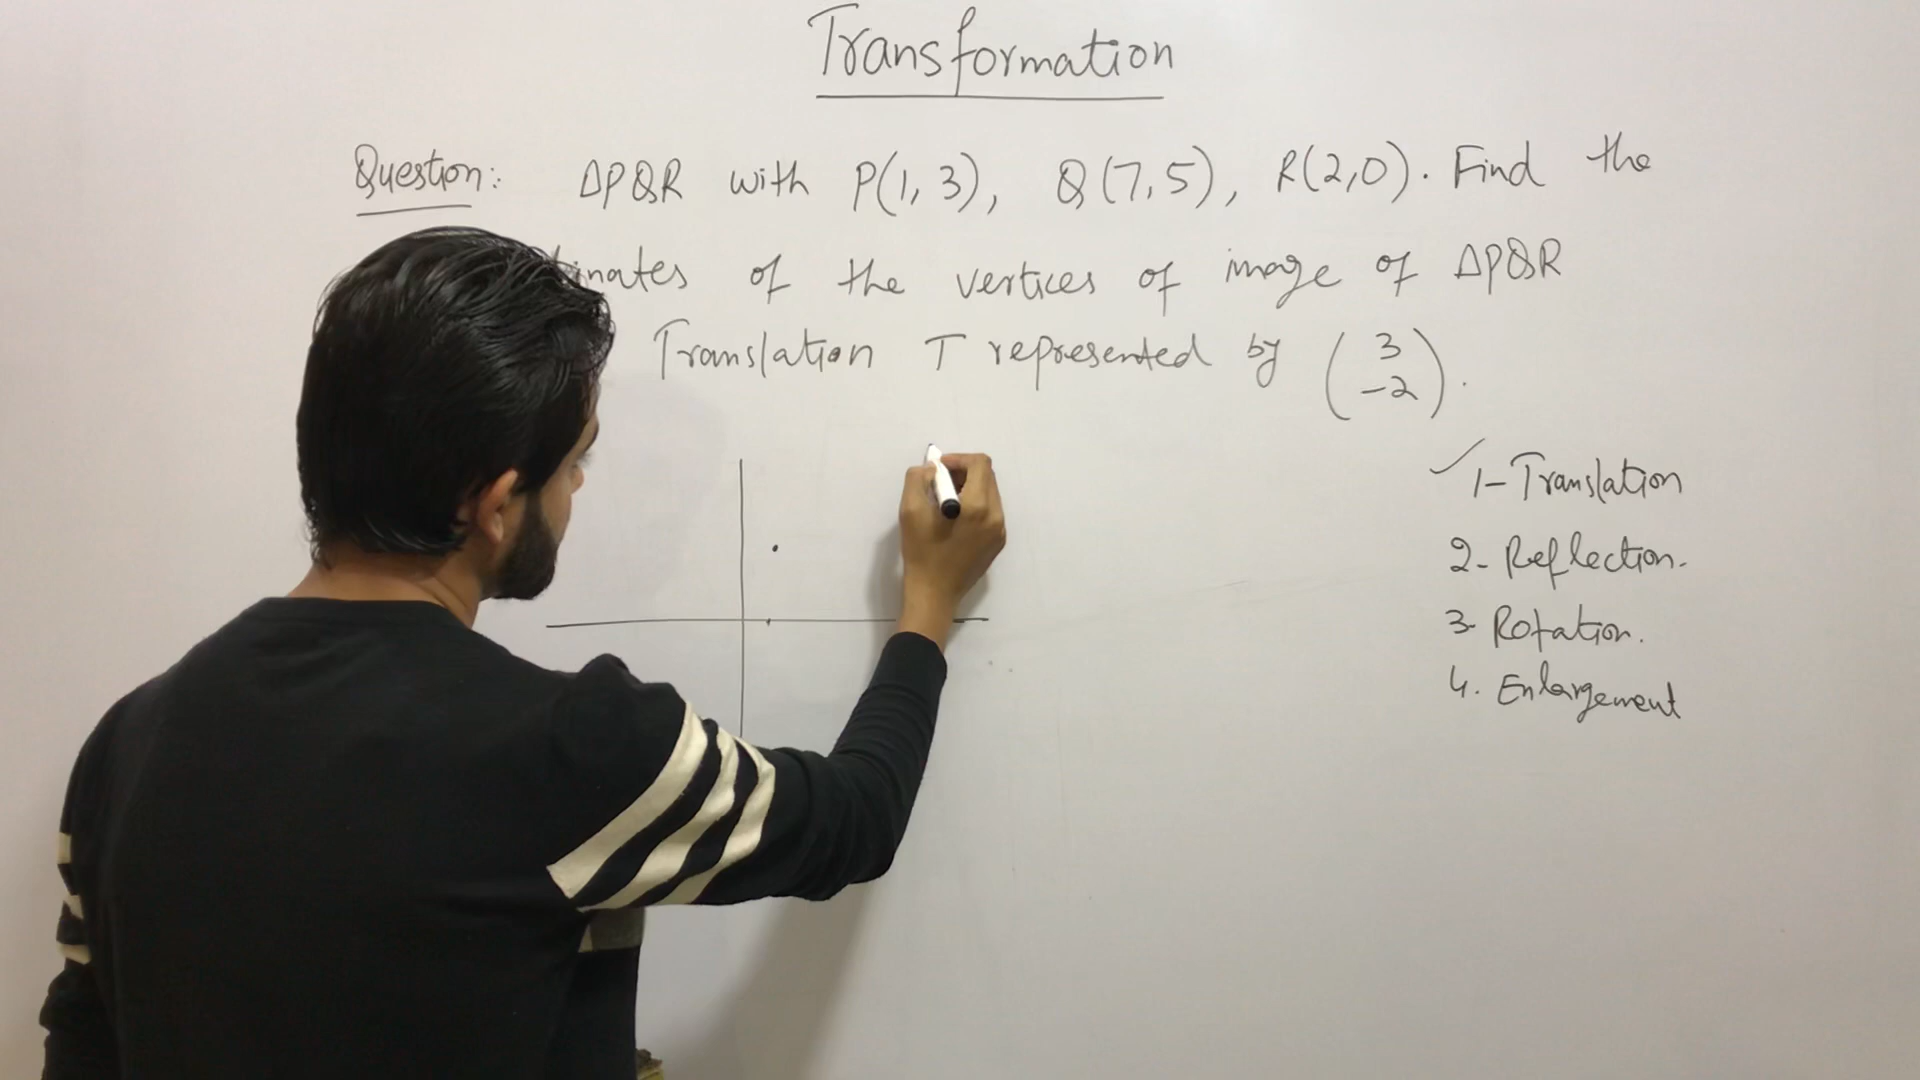 Transformation
Question: ΔPQR with P(1, 3), Q(7,5), R(2,0). Find the
of the vertices of image of ΔPQR
Translation T represented by (3 -2).
✓ 1- Translation
2- Reflection.
3- Rotation.
4. Enlargement